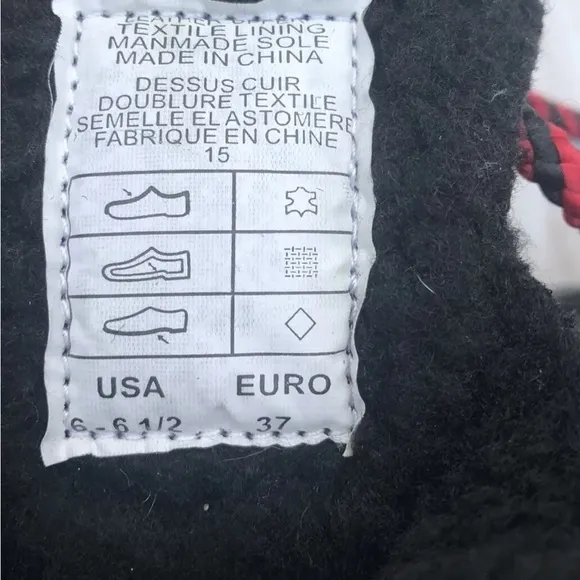 TEXTILE LINING
MANMADE SOLE
MADE IN CHINA
DESSUS CUIR
DOUBLURE TEXTILE
SEMELLE ELASTOMERE
FABRIQUE EN CHINE
15
USA EURO
6 - 6 1/2 37